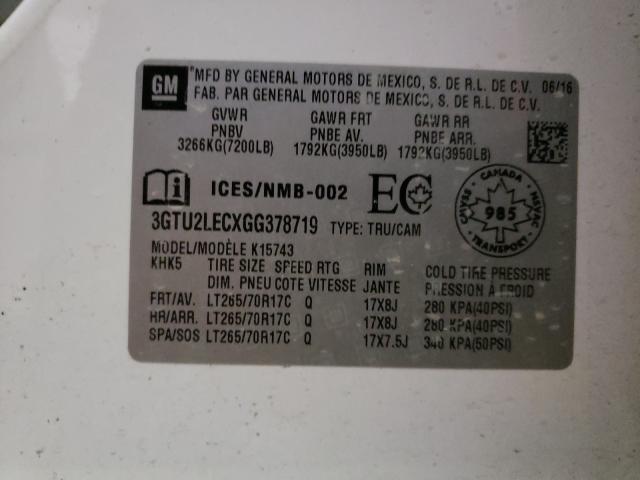 GM
MFD BY GENERAL MOTORS DE MEXICO, S. DE R.L. DE C.V. 06/16
FAB. PAR GENERAL MOTORS DE MEXICO, S. DE R.L. DE C.V.
GVWR GAWR FRT GAWR RR
PNBV PNBE AV. PNBE ARR.
3266KG(7200LB) 1792KG(3950LB) 1792KG(3950LB)
i ICES/NMB-002 EC
CANADA
CMVSS - NSVAC
985
TRANSPORT
3GTU2LECXGG378719 TYPE: TRU/CAM
MODEL/MODÈLE K15743
KHK5 TIRE SIZE SPEED RTG RIM COLD TIRE PRESSURE
DIM. PNEU COTE VITESSE JANTE PRESSION À FROID
FRT/AV. LT265/70R17C Q 17X8J 280 KPA(40PSI)
RR/ARR. LT265/70R17C Q 17X8J 280 KPA(40PSI)
SPA/SOS LT265/70R17C Q 17X7.5J 340 KPA(50PSI)